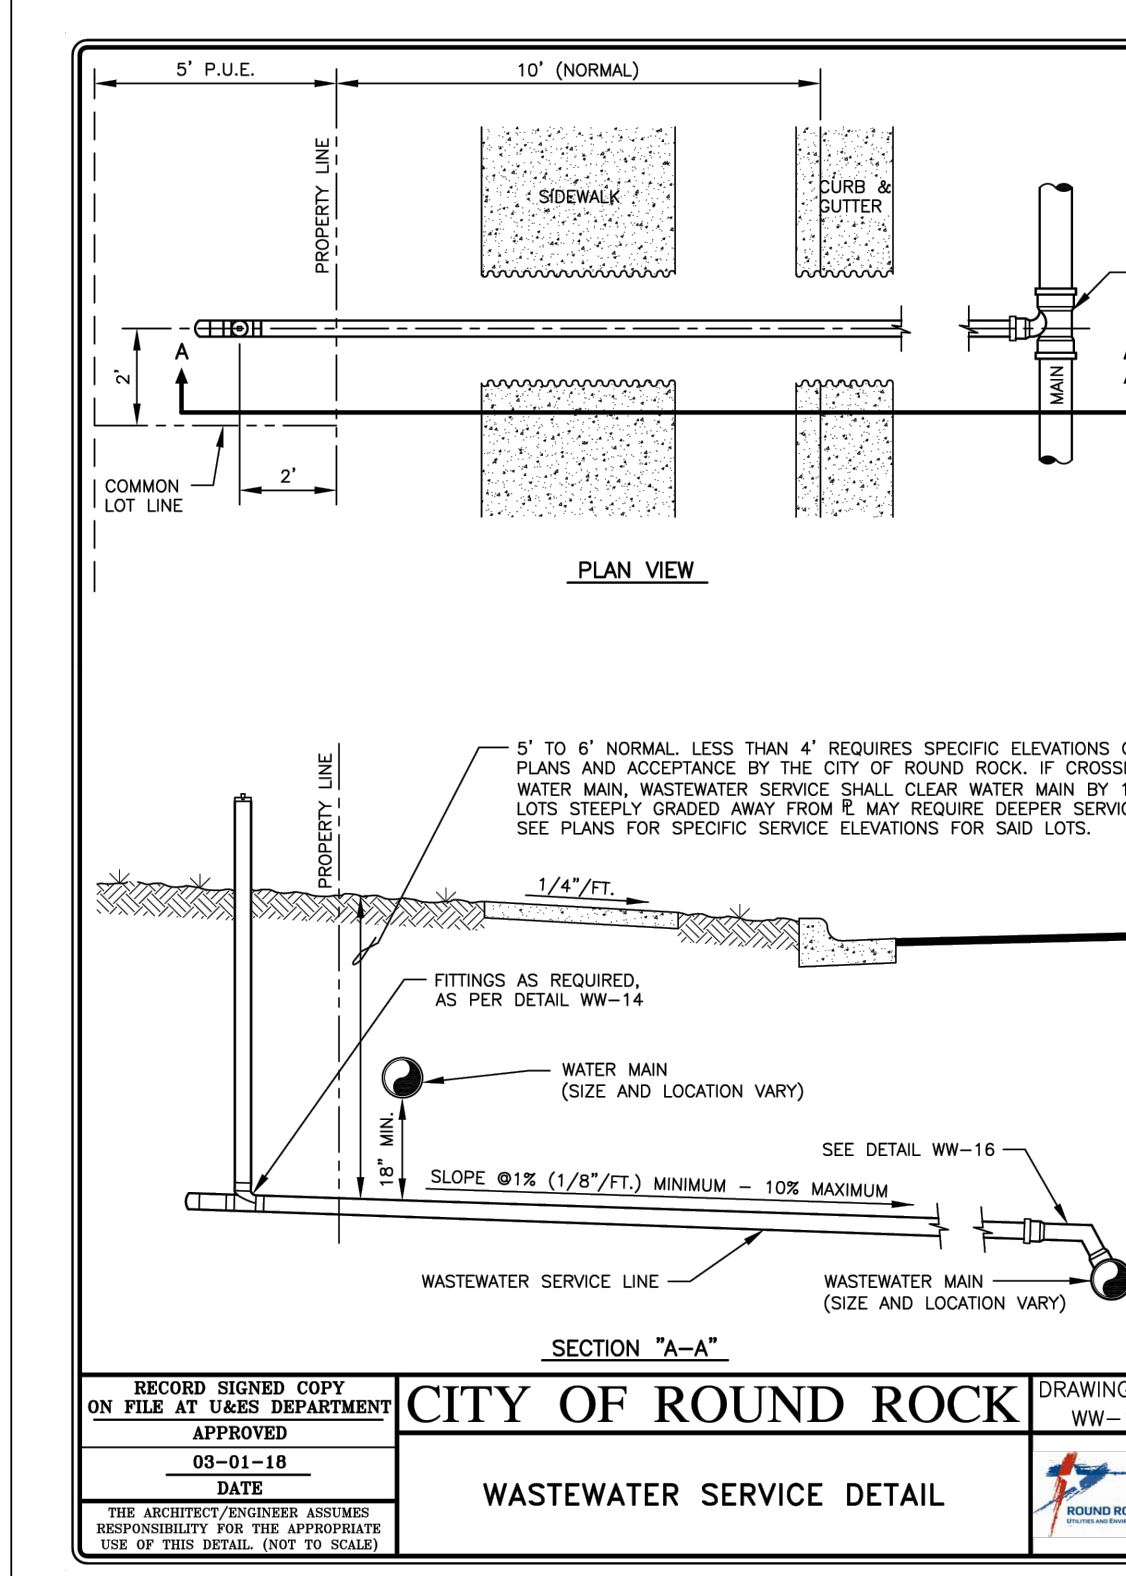 5' P.U.E.
10' (NORMAL)
PROPERTY LINE
SIDEWALK
CURB &
GUTTER
A
2'
MAIN
COMMON
LOT LINE
2'
PLAN VIEW
5' TO 6' NORMAL. LESS THAN 4' REQUIRES SPECIFIC ELEVATIONS
PLANS AND ACCEPTANCE BY THE CITY OF ROUND ROCK. IF
WATER MAIN, WASTEWATER SERVICE SHALL CLEAR WATER MAIN BY
LOTS STEEPLY GRADED AWAY FROM ℙL MAY REQUIRE DEEPER
SEE PLANS FOR SPECIFIC SERVICE ELEVATIONS FOR SAID LOTS.
PROPERTY LINE
1/4"/FT.
FITTINGS AS REQUIRED,
AS PER DETAIL WW-14
WATER MAIN
(SIZE AND LOCATION VARY)
18" MIN.
SEE DETAIL WW-16
SLOPE @1% (1/8"/FT.) MINIMUM - 10% MAXIMUM
WASTEWATER SERVICE LINE
WASTEWATER MAIN
(SIZE AND LOCATION VARY)
SECTION "A-A"
RECORD SIGNED COPY
ON FILE AT U&ES DEPARTMENT
APPROVED
03-01-18
DATE
THE ARCHITECT/ENGINEER ASSUMES
RESPONSIBILITY FOR THE APPROPRIATE
USE OF THIS DETAIL. (NOT TO SCALE)
CITY OF ROUND ROCK
WASTEWATER SERVICE DETAIL
DRAWING
WW-
ROUND
UTILITIES AND